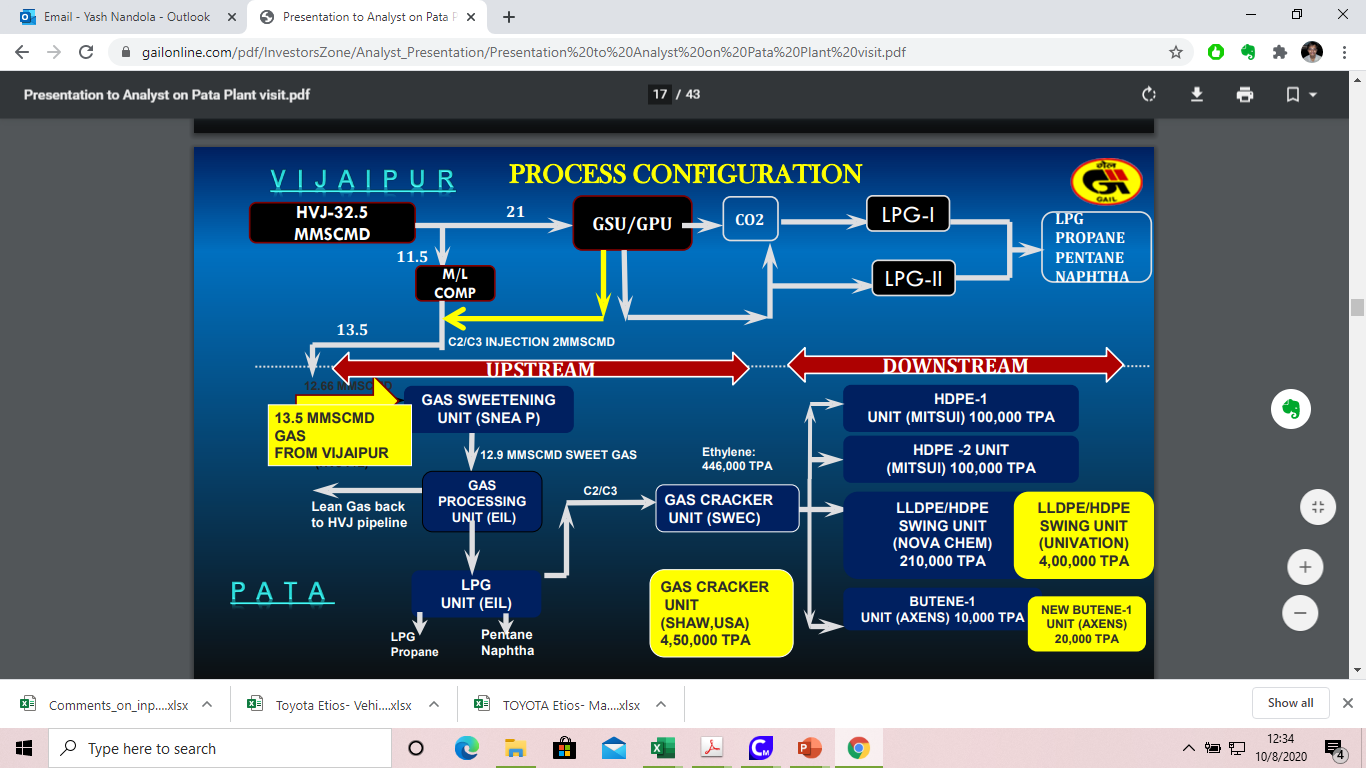 Email - Yash Nandola - Outlook
Presentation to Analyst on Pata P
gailonline.com/pdf/InvestorsZone/Analyst_Presentation/Presentation%20to%20Analyst%20on%20Pata%20Plant%20visit.pdf
Presentation to Analyst on Pata Plant visit.pdf
17 / 43
VIJAIPUR
PROCESS CONFIGURATION
गेल
GAIL
HVJ-32.5
MMSCMD
21
GSU/GPU
CO2
LPG-I
LPG
PROPANE
PENTANE
NAPHTHA
11.5
M/L
COMP
LPG-II
13.5
C2/C3 INJECTION 2MMSCMD
UPSTREAM
DOWNSTREAM
12.66 MMSCMD
13.5 MMSCMD
GAS
FROM VIJAIPUR
GAS SWEETENING
UNIT (SNEA P)
HDPE-1
UNIT (MITSUI) 100,000 TPA
12.9 MMSCMD SWEET GAS
Ethylene:
446,000 TPA
HDPE -2 UNIT
(MITSUI) 100,000 TPA
Lean Gas back
to HVJ pipeline
GAS
PROCESSING
UNIT (EIL)
C2/C3
GAS CRACKER
UNIT (SWEC)
LLDPE/HDPE
SWING UNIT
(NOVA CHEM)
210,000 TPA
LLDPE/HDPE
SWING UNIT
(UNIVATION)
4,00,000 TPA
PATA
LPG
UNIT (EIL)
GAS CRACKER
UNIT
(SHAW,USA)
4,50,000 TPA
BUTENE-1
UNIT (AXENS) 10,000 TPA
NEW BUTENE-1
UNIT (AXENS)
20,000 TPA
LPG
Propane
Pentane
Naphtha
Comments_on_inp....xlsx
Toyota Etios- Vehi....xlsx
TOYOTA Etios- Ma....xlsx
Show all
Type here to search
12:34
10/8/2020
4